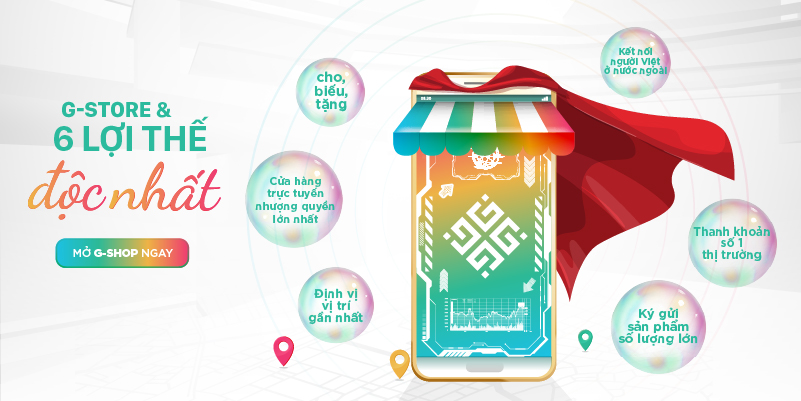 G-STORE &
6 LỢI THẾ
độc nhất
MỞ G-SHOP NGAY
cho,
biếu,
tặng
Cửa hàng
trực tuyến
nhượng quyền
lớn nhất
Định vị
vị trí
gần nhất
Kết nối
người Việt
ở nước ngoài
Thanh khoản
số 1
thị trường
Ký gửi
sản phẩm
số lượng lớn